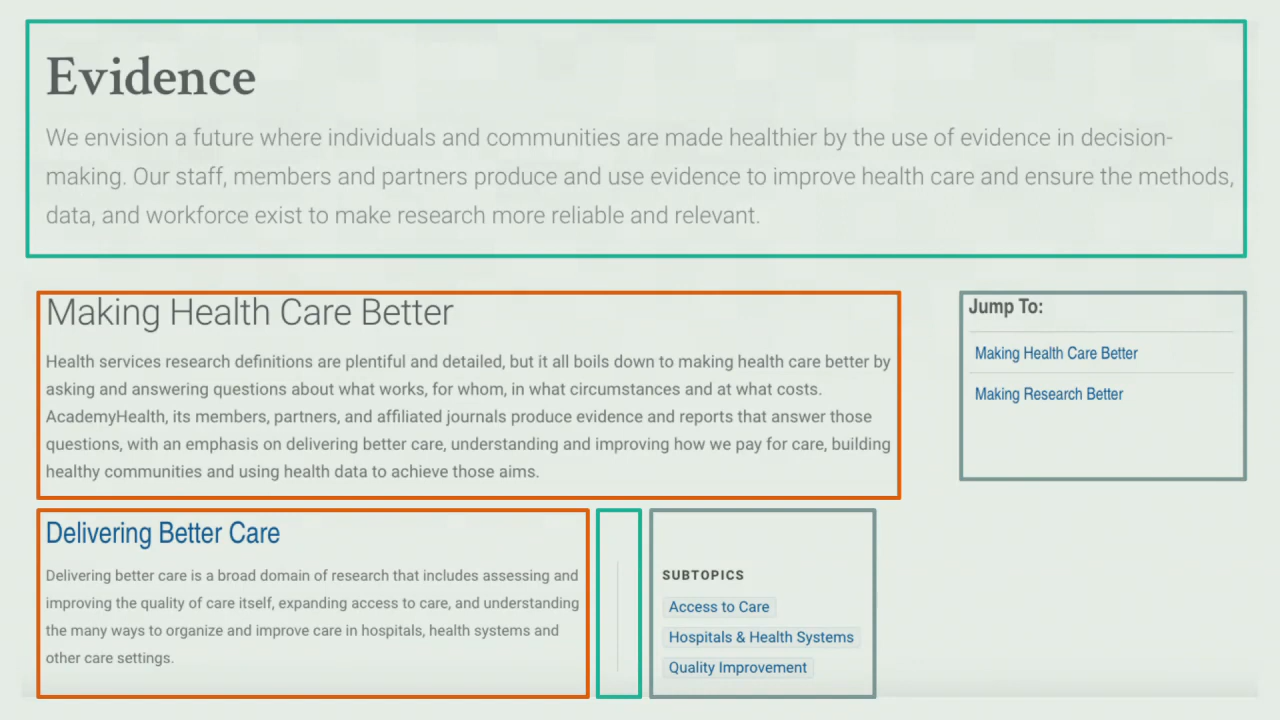 Evidence
We envision a future where individuals and communities are made healthier by the use of evidence in decision-
making. Our staff, members and partners produce and use evidence to improve health care and ensure the methods,
data, and workforce exist to make research more reliable and relevant.
Making Health Care Better
Health services research definitions are plentiful and detailed, but it all boils down to making health care better by
asking and answering questions about what works, for whom, in what circumstances and at what costs.
AcademyHealth, its members, partners, and affiliated journals produce evidence and reports that answer those
questions, with an emphasis on delivering better care, understanding and improving how we pay for care, building
healthy communities and using health data to achieve those aims.
Jump To:
Making Health Care Better
Making Research Better
Delivering Better Care
Delivering better care is a broad domain of research that includes assessing and
improving the quality of care itself, expanding access to care, and understanding
the many ways to organize and improve care in hospitals, health systems and
other care settings.
SUBTOPICS
Access to Care
Hospitals & Health Systems
Quality Improvement